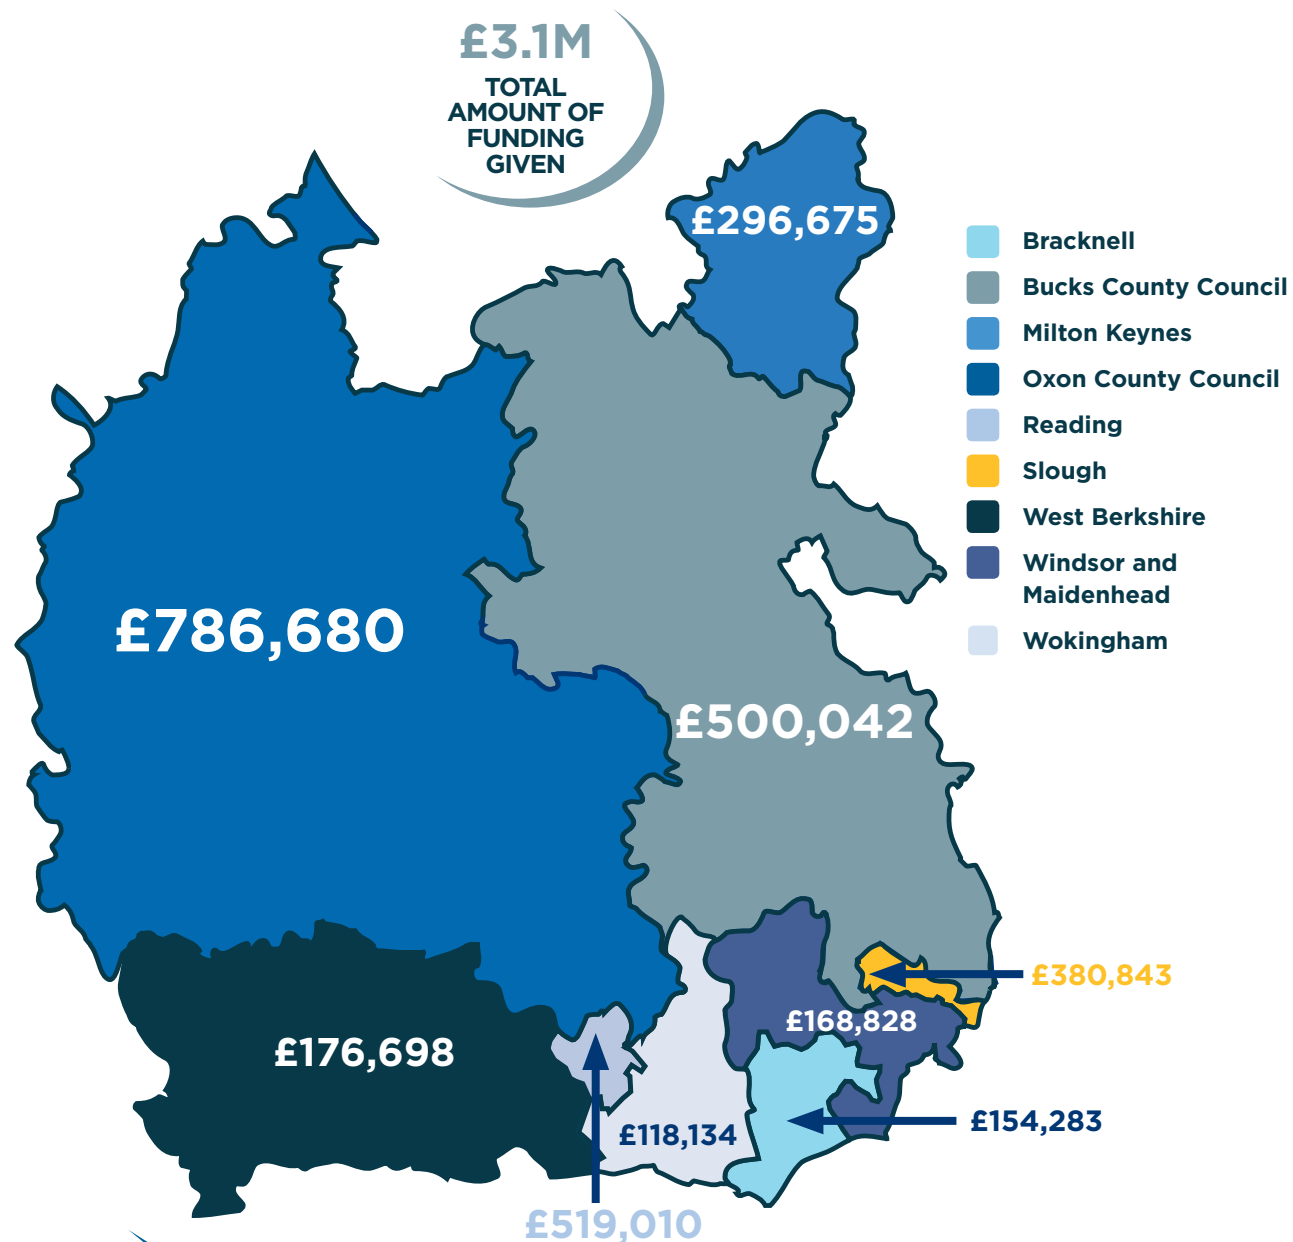 £3.1M
TOTAL
AMOUNT OF
FUNDING
GIVEN
£296,675
Bracknell
Bucks County Council
Milton Keynes
Oxon County Council
Reading
Slough
West Berkshire
Windsor and
Maidenhead
Wokingham
£786,680
£500,042
£380,843
£168,828
£176,698
£118,134
£154,283
£519,010